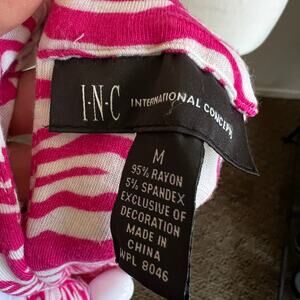 I·N·C INTERNATIONAL CONCEPTS
M
95% RAYON
5% SPANDEX
EXCLUSIVE OF
DECORATION
MADE IN
CHINA
WPL 8046